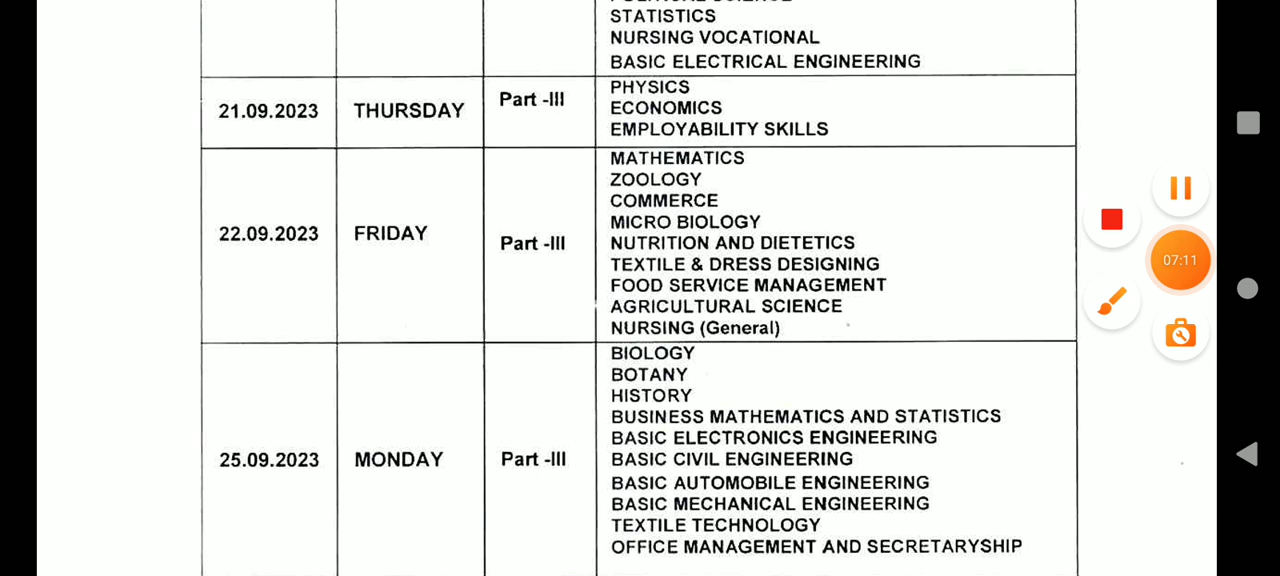 STATISTICS
NURSING VOCATIONAL
BASIC ELECTRICAL ENGINEERING
21.09.2023 THURSDAY Part -III
PHYSICS
ECONOMICS
EMPLOYABILITY SKILLS
22.09.2023 FRIDAY Part -III
MATHEMATICS
ZOOLOGY
COMMERCE
MICRO BIOLOGY
NUTRITION AND DIETETICS
TEXTILE & DRESS DESIGNING
FOOD SERVICE MANAGEMENT
AGRICULTURAL SCIENCE
NURSING (General)
25.09.2023 MONDAY Part -III
BIOLOGY
BOTANY
HISTORY
BUSINESS MATHEMATICS AND STATISTICS
BASIC ELECTRONICS ENGINEERING
BASIC CIVIL ENGINEERING
BASIC AUTOMOBILE ENGINEERING
BASIC MECHANICAL ENGINEERING
TEXTILE TECHNOLOGY
OFFICE MANAGEMENT AND SECRETARYSHIP
07:11